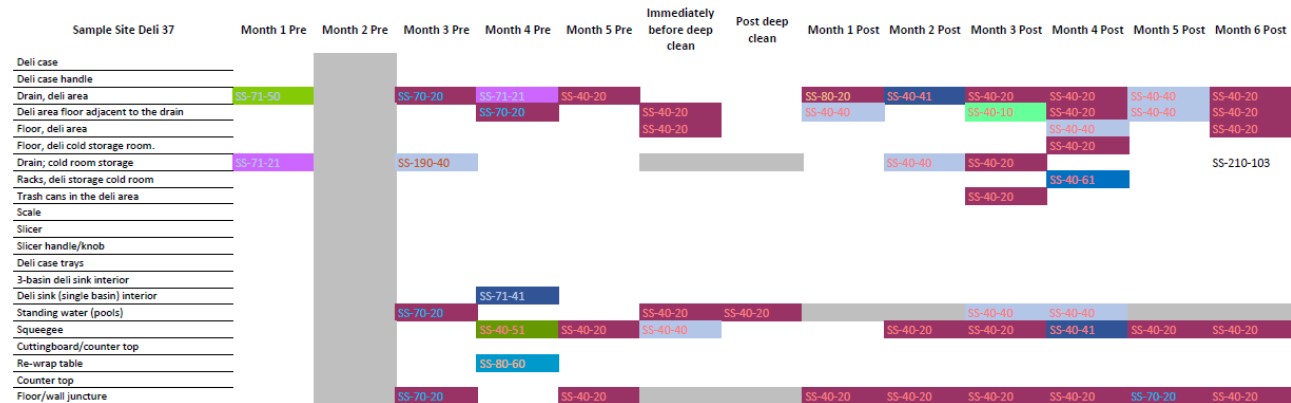 Sample Site Deli 37 Month 1 Pre Month 2 Pre Month 3 Pre Month 4 Pre Month 5 Pre Immediately before deep clean Post deep clean Month 1 Post Month 2 Post Month 3 Post Month 4 Post Month 5 Post Month 6 Post
Deli case
Deli case handle
Drain, deli area SS-71-50 SS-70-20 SS-71-21 SS-40-20 SS-80-20 SS-40-41 SS-40-20 SS-40-20 SS-40-40 SS-40-20
Deli area floor adjacent to the drain SS-70-20 SS-40-20 SS-40-40 SS-40-10 SS-40-20 SS-40-40 SS-40-20
Floor, deli area SS-40-20 SS-40-40 SS-40-20
Floor, deli cold storage room. SS-40-20
Drain; cold room storage SS-71-21 SS-190-40 SS-40-40 SS-40-20 SS-210-103
Racks, deli storage cold room SS-40-61
Trash cans in the deli area SS-40-20
Scale
Slicer
Slicer handle/knob
Deli case trays
3-basin deli sink interior
Deli sink (single basin) interior SS-71-41
Standing water (pools) SS-70-20 SS-40-20 SS-40-20 SS-40-40 SS-40-40
Squeegee SS-40-51 SS-40-20 SS-40-40 SS-40-20 SS-40-20 SS-40-41 SS-40-20 SS-40-20
Cuttingboard/counter top
Re-wrap table SS-80-60
Counter top
Floor/wall juncture SS-70-20 SS-40-20 SS-40-20 SS-40-20 SS-40-20 SS-40-20 SS-70-20 SS-40-20